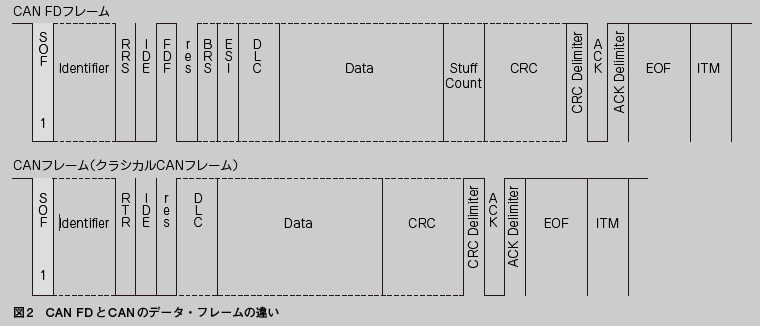 CAN FDフレーム
SOF
1
Identifier
RRS
IDE
FDF
res
BRS
ESI
DLC
Data
Stuff
Count
CRC
CRC Delimiter
ACK
ACK Delimiter
EOF
ITM
CANフレーム(クラシカルCANフレーム)
SOF
1
Identifier
RTR
IDE
res
DLC
Data
CRC
CRC Delimiter
ACK
ACK Delimiter
EOF
ITM
図2 CAN FDとCANのデータ・フレームの違い